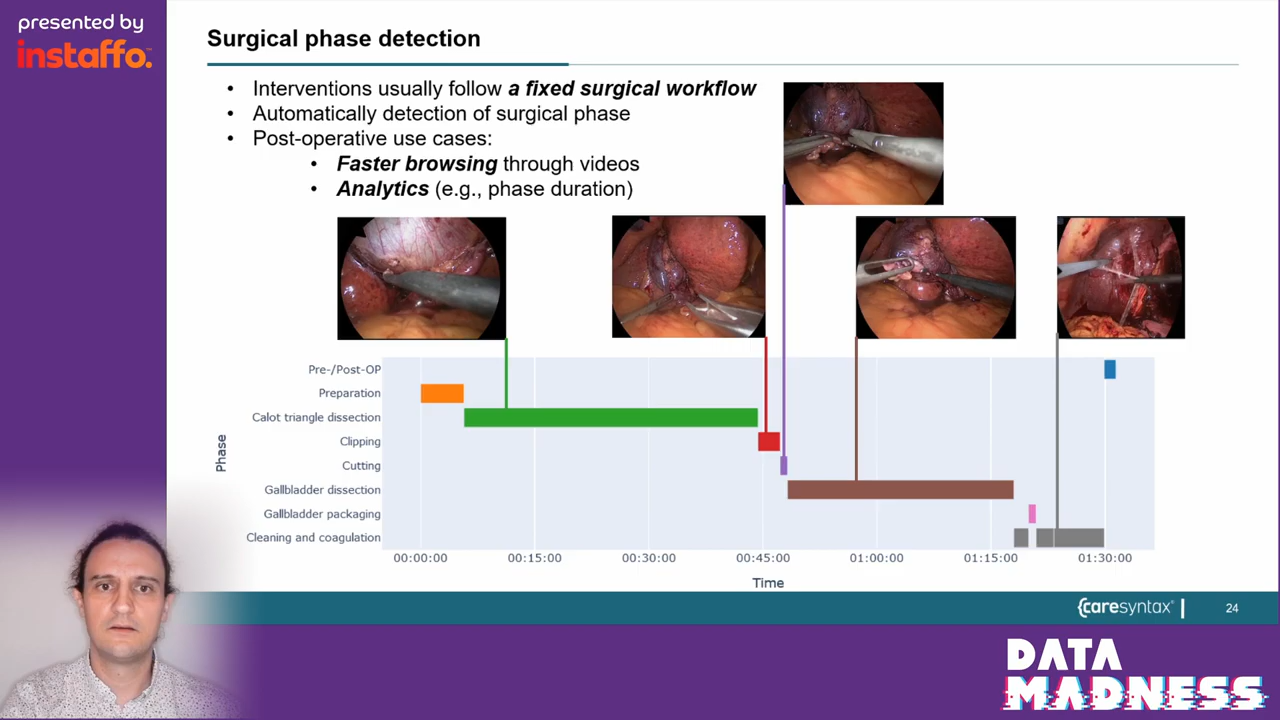 presented by
instaffo.
Surgical phase detection
• Interventions usually follow a fixed surgical workflow
• Automatically detection of surgical phase
• Post-operative use cases:
• Faster browsing through videos
• Analytics (e.g., phase duration)
Phase
Pre-/Post-OP
Preparation
Calot triangle dissection
Clipping
Cutting
Gallbladder dissection
Gallbladder packaging
Cleaning and coagulation
00:00:00 00:15:00 00:30:00 00:45:00 01:00:00 01:15:00 01:30:00
Time
{caresyntax® | 24
DATA
MADNESS